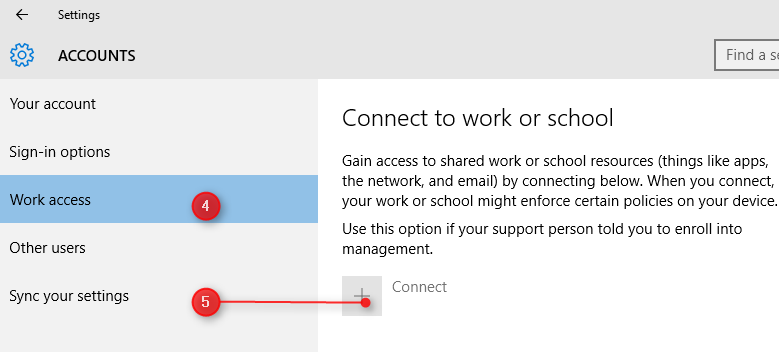 Settings
ACCOUNTS
Find a se
Your account
Sign-in options
Work access
4
Other users
Sync your settings
5
Connect to work or school
Gain access to shared work or school resources (things like apps,
the network, and email) by connecting below. When you connect,
your work or school might enforce certain policies on your device.
Use this option if your support person told you to enroll into
management.
Connect